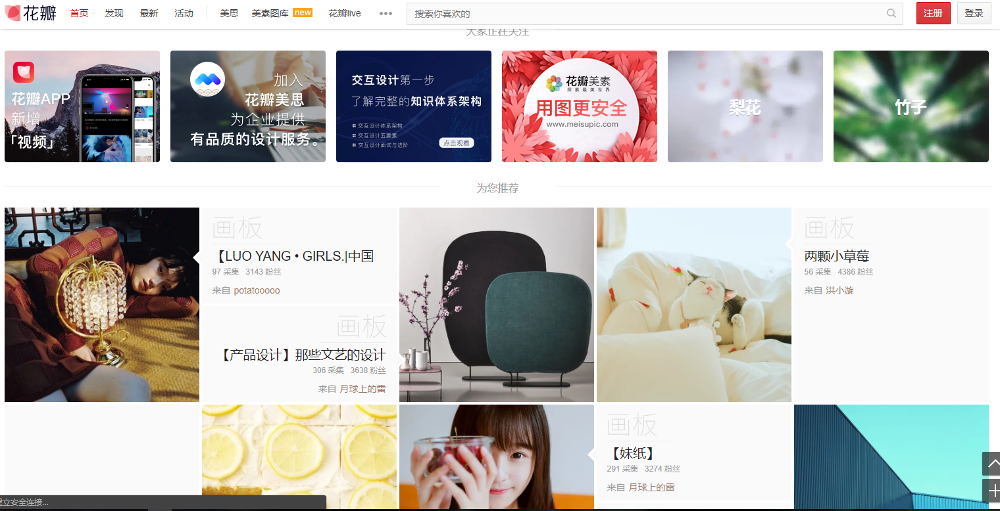 花瓣
首页
发现
最新
活动
美思
美素图库 new
花瓣live
搜索你喜欢的
注册
登录
大家正在关注
花瓣APP
新增
「视频」
加入
花瓣美思
为企业提供
有品质的设计服务。
交互设计第一步
了解完整的知识体系架构
交互设计体系架构
交互设计五要素
交互设计面试与进阶
点击观看
花瓣美素
探索最美世界
用图更安全
www.meisupic.com
梨花
竹子
为您推荐
画板
【LUO YANG • GIRLS.|中国
97 采集 3143 粉丝
来自 potatooooo
画板
【产品设计】那些文艺的设计
306 采集 3638 粉丝
来自 月球上的雷
画板
两颗小草莓
56 采集 4386 粉丝
来自 洪小漩
画板
【妹纸】
291 采集 3274 粉丝
来自 月球上的雷
立安全连接...